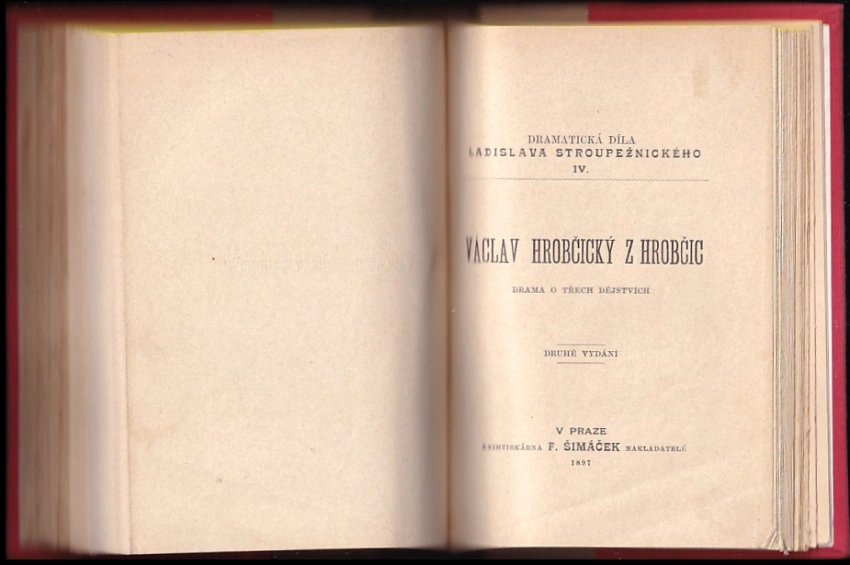 DRAMATICKÁ DÍLA
LADISLAVA STROUPEŽNICKÉHO
IV.
VÁCLAV HROBČICKÝ Z HROBČIC
DRAMA O TŘECH DĚJSTVÍCH
DRUHÉ VYDÁNÍ
V PRAZE
KNIHTISKÁRNA F. ŠIMÁČEK NAKLADATELÉ
1897